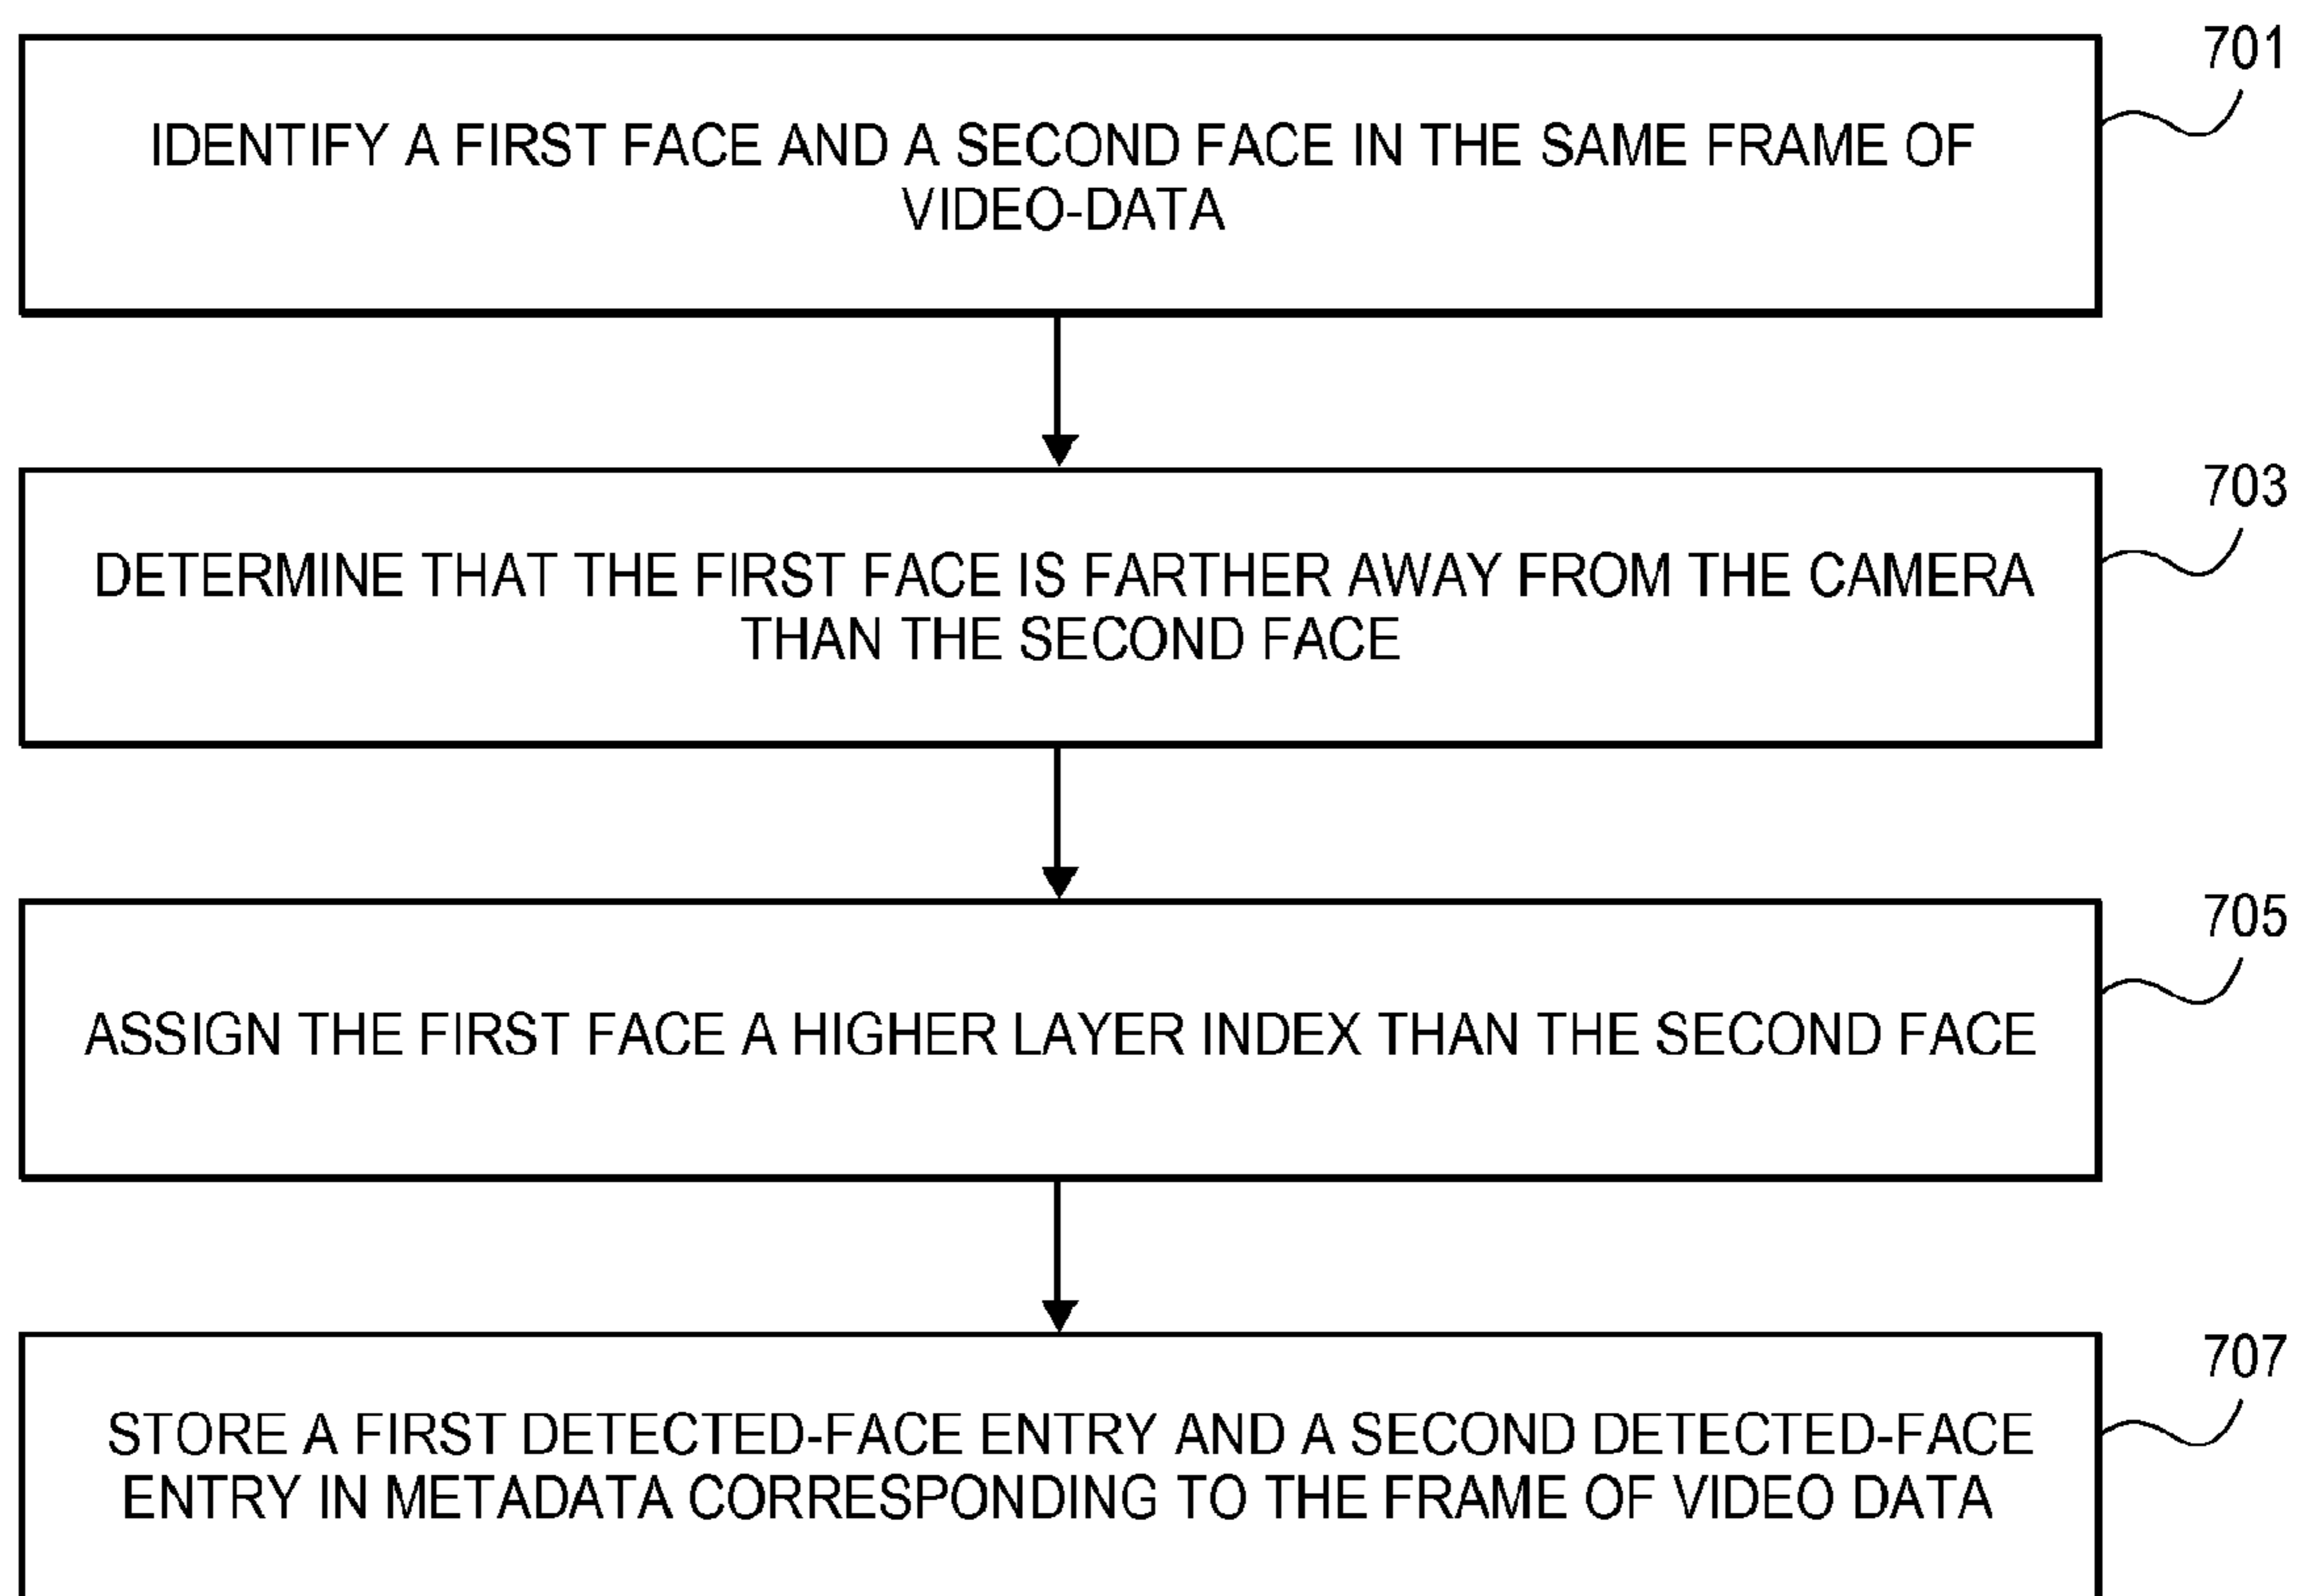 701
IDENTIFY A FIRST FACE AND A SECOND FACE IN THE SAME FRAME OF
VIDEO-DATA
703
DETERMINE THAT THE FIRST FACE IS FARTHER AWAY FROM THE CAMERA
THAN THE SECOND FACE
705
ASSIGN THE FIRST FACE A HIGHER LAYER INDEX THAN THE SECOND FACE
707
STORE A FIRST DETECTED-FACE ENTRY AND A SECOND DETECTED-FACE
ENTRY IN METADATA CORRESPONDING TO THE FRAME OF VIDEO DATA